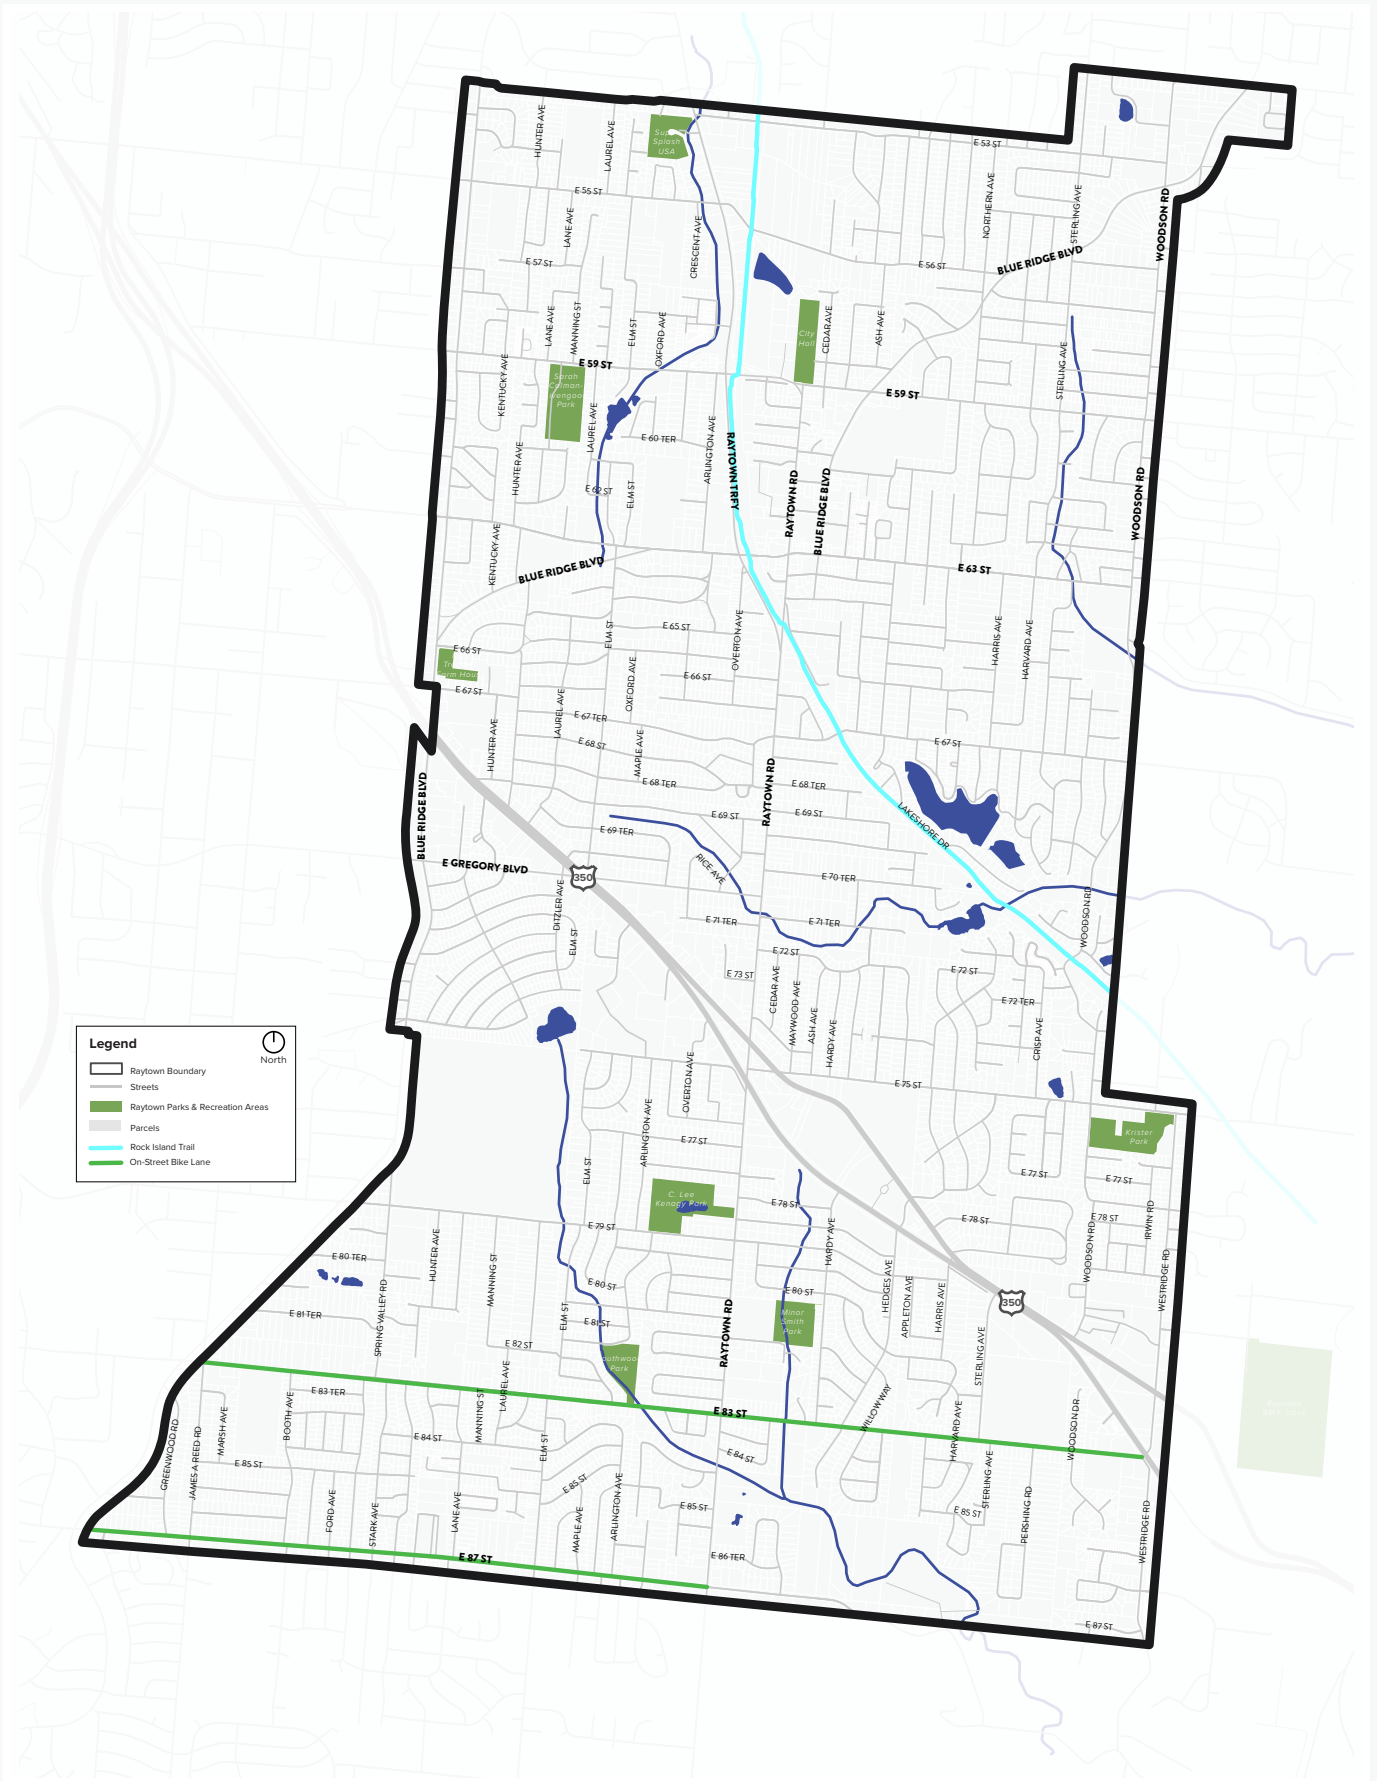 HUNTER AVE
LAUREL AVE
Super
Splash
USA
E 53 ST
E 55 ST
NORTHERN AVE
STERLING AVE
WOODSON RD
LANE AVE
CRESCENT AVE
E 57 ST
E 56 ST
BLUE RIDGE BLVD
LANE AVE
MANNING ST
ELM ST
OXFORD AVE
City
Hall
CEDAR AVE
ASH AVE
STERLING AVE
KENTUCKY AVE
E 59 ST
Sarah
Colman-
Park
E 59 ST
LAUREL AVE
E 60 TER
ARLINGTON AVE
RAYTOWN TRFY
HUNTER AVE
E 62 ST
ELM ST
RAYTOWN RD
BLUE RIDGE BLVD
WOODSON RD
KENTUCKY AVE
BLUE RIDGE BLVD
E 63 ST
E 65 ST
ELM ST
OVERTON AVE
HARRIS AVE
HARVARD AVE
E 66 ST
E 66 ST
E 67 ST
OXFORD AVE
LAUREL AVE
E 67 TER
HUNTER AVE
E 68 ST
MAPLE AVE
E 67 ST
E 68 TER
RAYTOWN RD
E 68 TER
BLUE RIDGE BLVD
E 69 ST
E 69 ST
LAKESHORE DR
E 69 TER
E GREGORY BLVD
350
RICE AVE
E 70 TER
DITZLER AVE
ELM ST
E 71 TER
E 71 TER
WOODSON RD
E 72 ST
E 73 ST
E 72 ST
CEDAR AVE
MAYWOOD AVE
ASH AVE
HARDY AVE
E 72 TER
CRISP AVE
Legend
North
Raytown Boundary
Streets
Raytown Parks & Recreation Areas
Parcels
Rock Island Trail
On-Street Bike Lane
OVERTON AVE
E 75 ST
ARLINGTON AVE
E 77 ST
Krister
Park
ELM ST
E 77 ST
E 77 ST
C. Lee
Kenagy Park
E 78 ST
E 78 ST
E 78 ST
IRWIN RD
E 79 ST
HARDY AVE
HUNTER AVE
MANNING ST
WOODSON RD
WESTRIDGE RD
E 80 TER
E 80 ST
E 80 ST
HEDGES AVE
APPLETON AVE
HARRIS AVE
350
E 81 TER
SPRING VALLEY RD
ELM ST
E 81 ST
Minor
Smith
Park
RAYTOWN RD
E 82 ST
STERLING AVE
Park
LAUREL AVE
E 83 TER
E 83 ST
WILLOW WAY
HARVARD AVE
WOODSON DR
GREENWOOD RD
JAMES A REED RD
MARSH AVE
BOOTH AVE
MANNING ST
E 84 ST
ELM ST
E 84 ST
E 85 ST
E 85 ST
STERLING AVE
FORD AVE
STARK AVE
LANE AVE
MAPLE AVE
ARLINGTON AVE
E 85 ST
E 85 ST
PERSHING RD
WESTRIDGE RD
E 87 ST
E 86 TER
E 87 ST